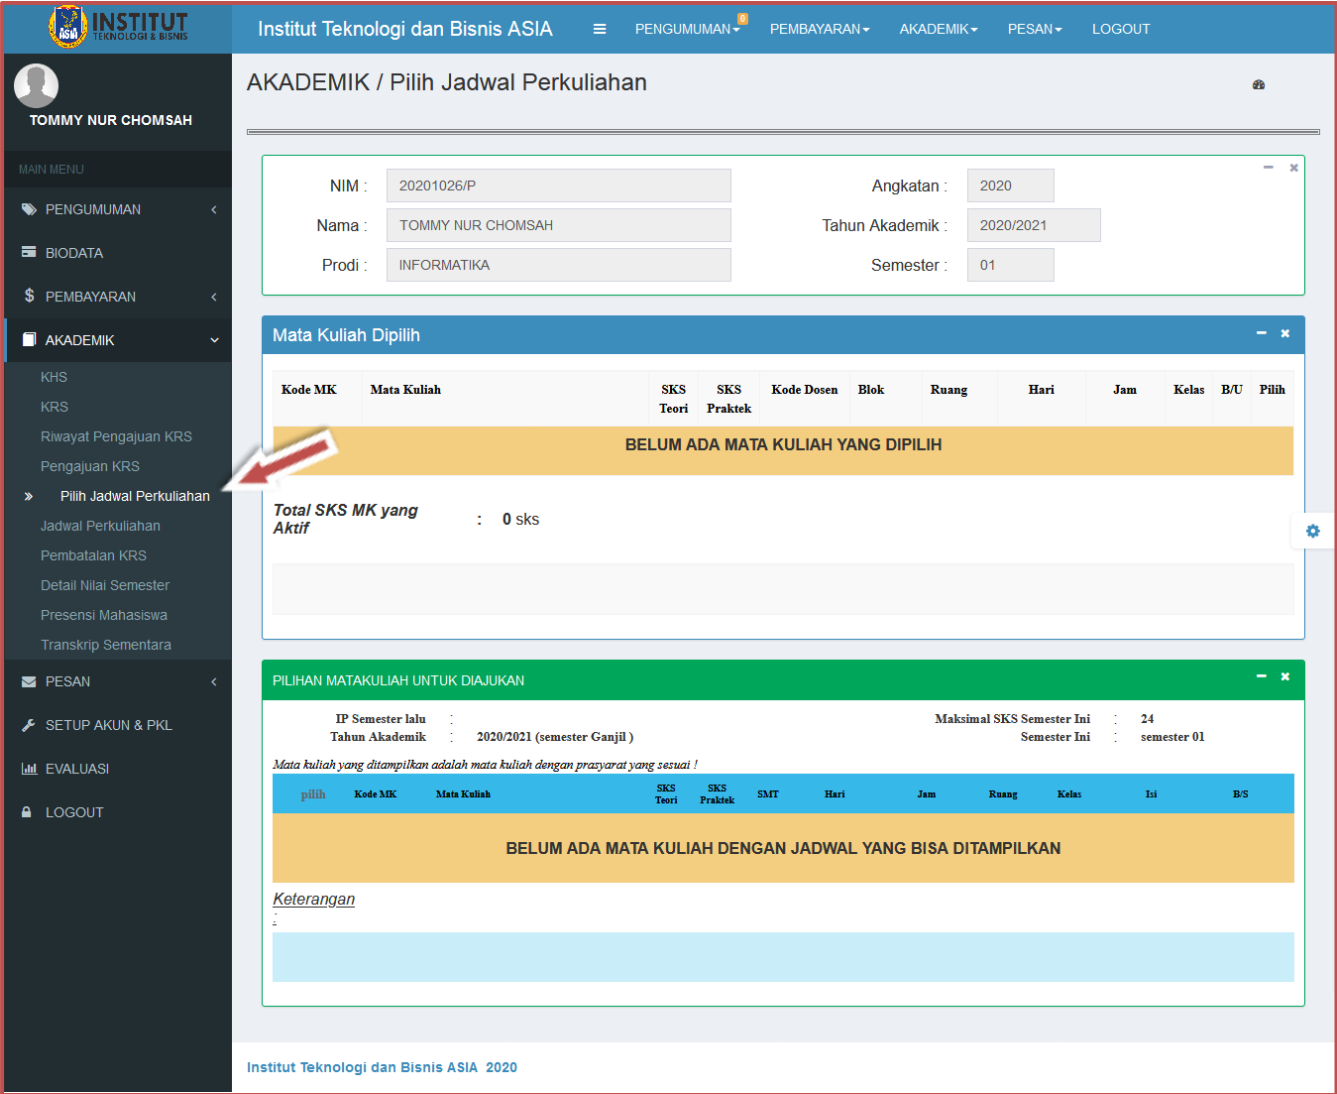 INSTITUT
TEKNOLOGI & BISNIS
ASIA
Institut Teknologi dan Bisnis ASIA
PENGUMUMAN 0
PEMBAYARAN
AKADEMIK
PESAN
LOGOUT
TOMMY NUR CHOMSAH
MAIN MENU
PENGUMUMAN
BIODATA
PEMBAYARAN
AKADEMIK
KHS
KRS
Riwayat Pengajuan KRS
Pengajuan KRS
Pilih Jadwal Perkuliahan
Jadwal Perkuliahan
Pembatalan KRS
Detail Nilai Semester
Presensi Mahasiswa
Transkrip Sementara
PESAN
SETUP AKUN & PKL
EVALUASI
LOGOUT
AKADEMIK / Pilih Jadwal Perkuliahan
NIM : 20201026/P Angkatan : 2020
Nama : TOMMY NUR CHOMSAH Tahun Akademik : 2020/2021
Prodi : INFORMATIKA Semester : 01
Mata Kuliah Dipilih
Kode MK Mata Kuliah SKS Teori SKS Praktek Kode Dosen Blok Ruang Hari Jam Kelas B/U Pilih
BELUM ADA MATA KULIAH YANG DIPILIH
Total SKS MK yang Aktif : 0 sks
PILIHAN MATAKULIAH UNTUK DIAJUKAN
IP Semester lalu : Maksimal SKS Semester Ini : 24
Tahun Akademik : 2020/2021 (semester Ganjil ) Semester Ini : semester 01
Mata kuliah yang ditampilkan adalah mata kuliah dengan prasyarat yang sesuai !
pilih Kode MK Mata Kuliah SKS Teori SKS Praktek SMT Hari Jam Ruang Kelas Isi B/S
BELUM ADA MATA KULIAH DENGAN JADWAL YANG BISA DITAMPILKAN
Keterangan
:
Institut Teknologi dan Bisnis ASIA 2020